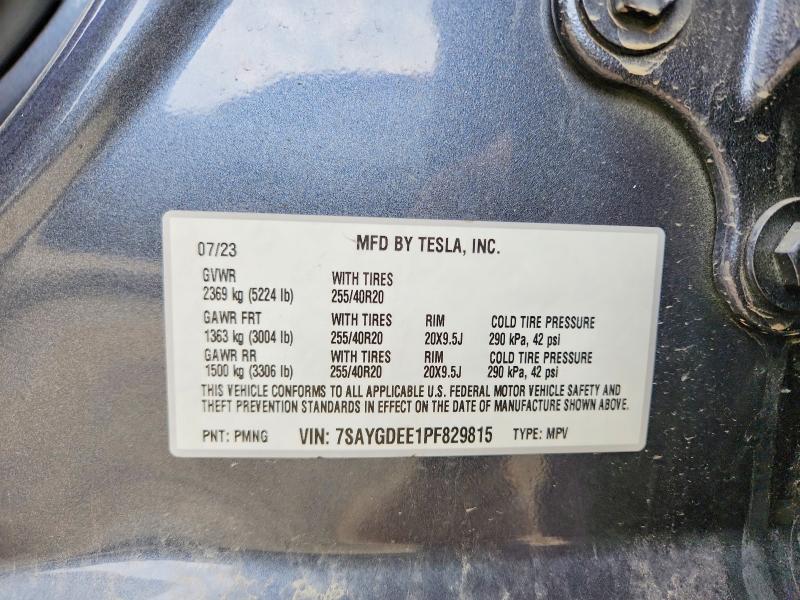 07/23 MFD BY TESLA, INC.
GVWR WITH TIRES
2369 kg (5224 lb) 255/40R20
GAWR FRT WITH TIRES RIM COLD TIRE PRESSURE
1363 kg (3004 lb) 255/40R20 20X9.5J 290 kPa, 42 psi
GAWR RR WITH TIRES RIM COLD TIRE PRESSURE
1500 kg (3306 lb) 255/40R20 20X9.5J 290 kPa, 42 psi
THIS VEHICLE CONFORMS TO ALL APPLICABLE U.S. FEDERAL MOTOR VEHICLE SAFETY AND
THEFT PREVENTION STANDARDS IN EFFECT ON THE DATE OF MANUFACTURE SHOWN ABOVE.
PNT: PMNG VIN: 7SAYGDEE1PF829815 TYPE: MPV